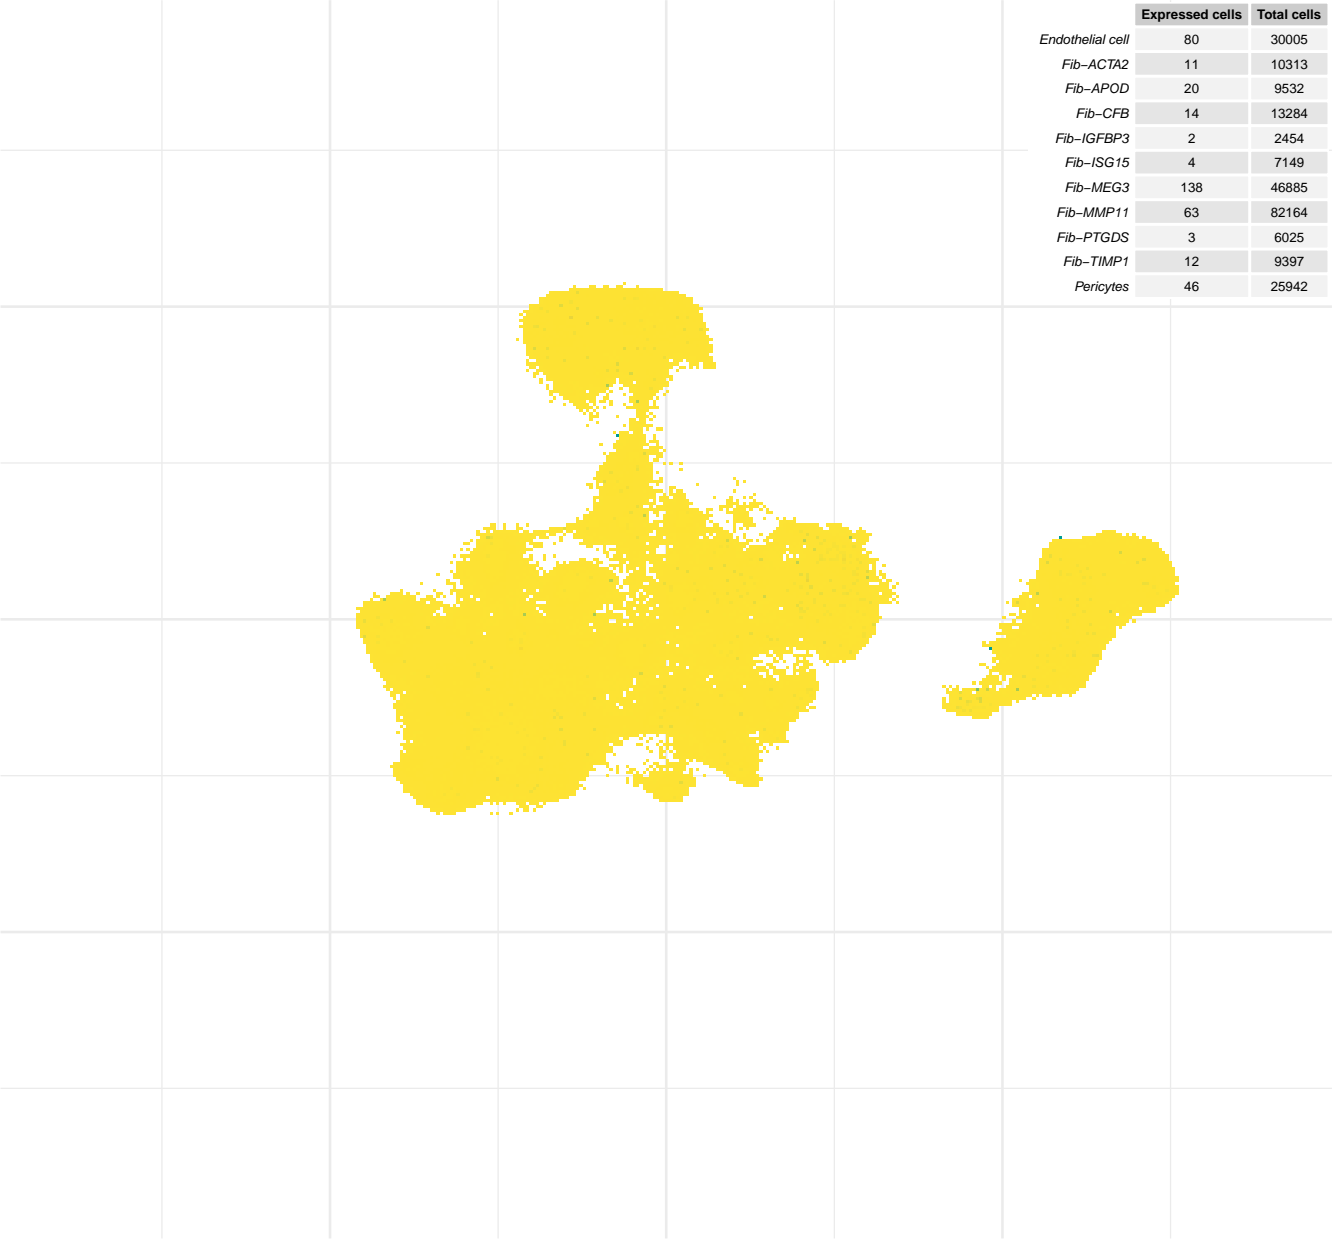 Expressed cells Total cells
Endothelial cell 80 30005
Fib−ACTA2 11 10313
Fib−APOD 20 9532
Fib−CFB 14 13284
Fib−IGFBP3 2 2454
Fib−ISG15 4 7149
Fib−MEG3 138 46885
Fib−MMP11 63 82164
Fib−PTGDS 3 6025
Fib−TIMP1 12 9397
Pericytes 46 25942